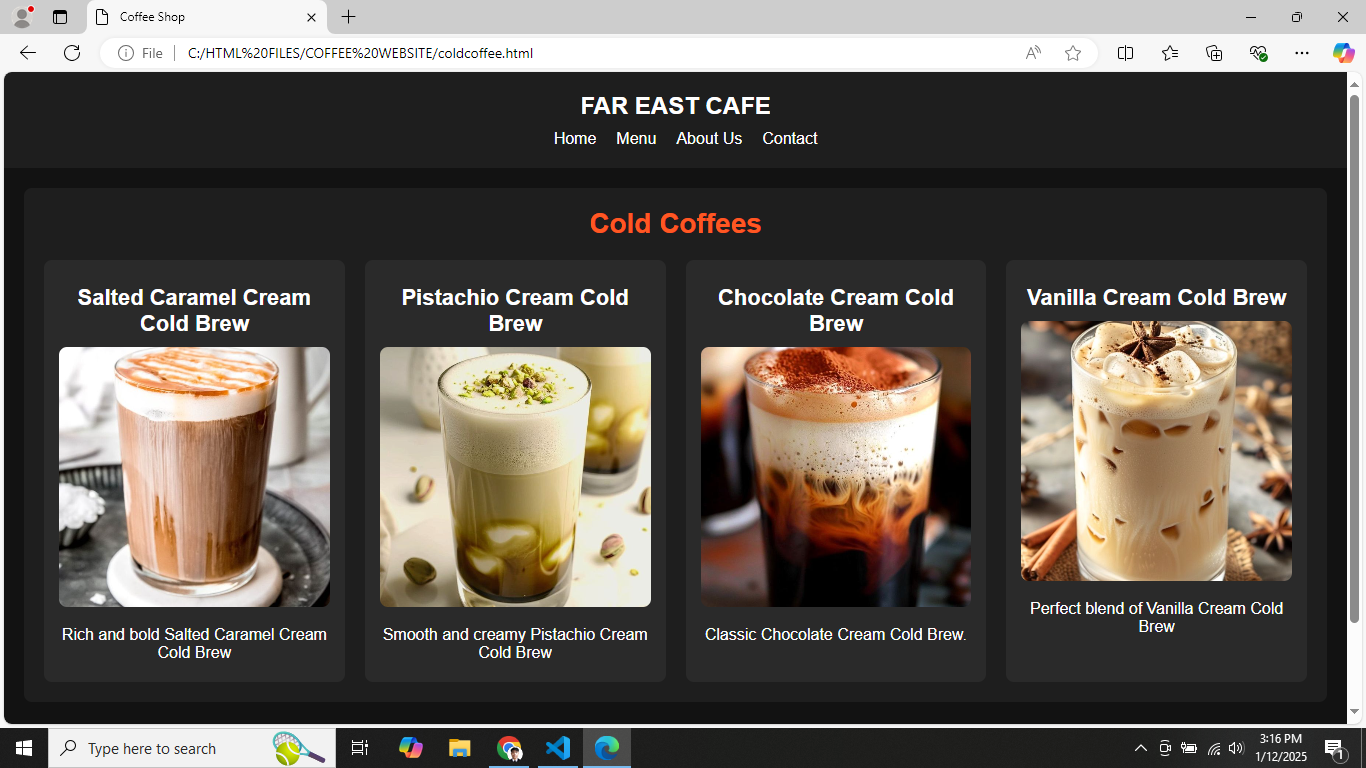 Coffee Shop
File
C:/HTML%20FILES/COFFEE%20WEBSITE/coldcoffee.html
FAR EAST CAFE
Home Menu About Us Contact
Cold Coffees
Salted Caramel Cream
Cold Brew
Rich and bold Salted Caramel Cream
Cold Brew
Pistachio Cream Cold
Brew
Smooth and creamy Pistachio Cream
Cold Brew
Chocolate Cream Cold
Brew
Classic Chocolate Cream Cold Brew.
Vanilla Cream Cold Brew
Perfect blend of Vanilla Cream Cold
Brew
Type here to search
3:16 PM
1/12/2025
1